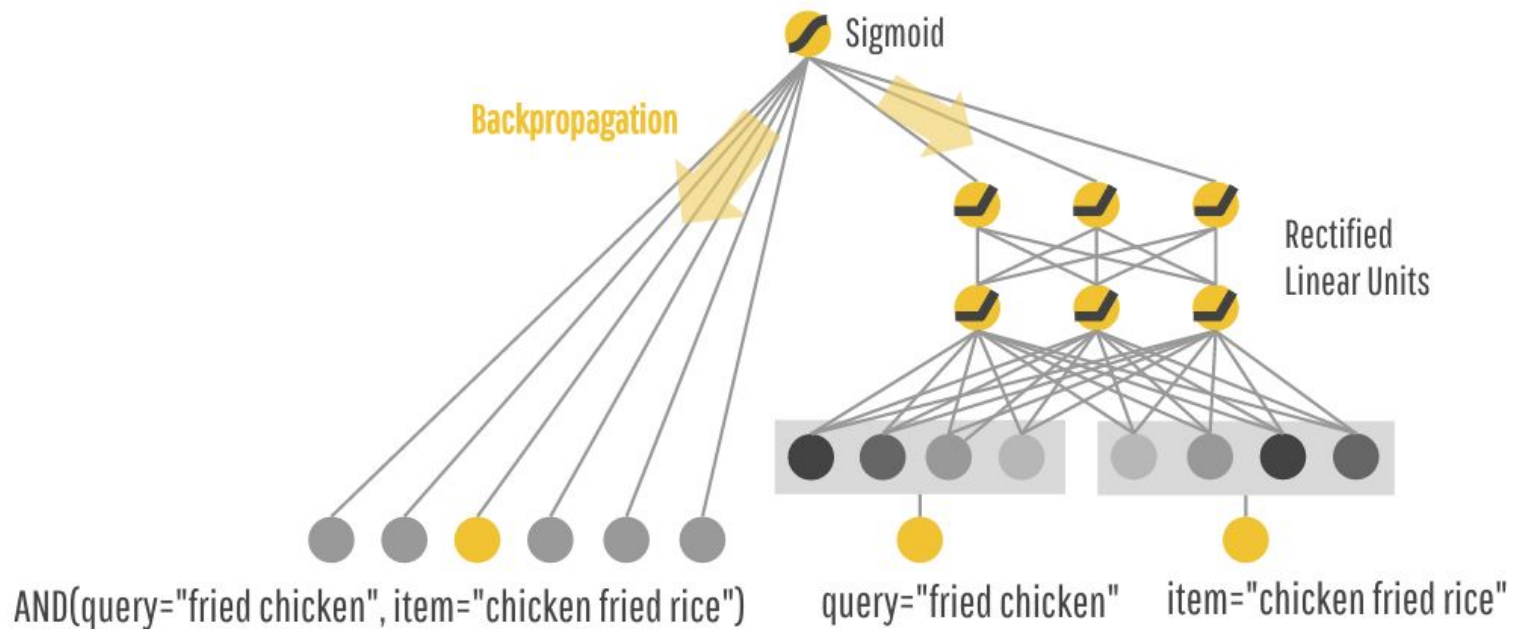 Sigmoid
Backpropagation
Rectified
Linear Units
AND(query="fried chicken", item="chicken fried rice")
query="fried chicken"
item="chicken fried rice"